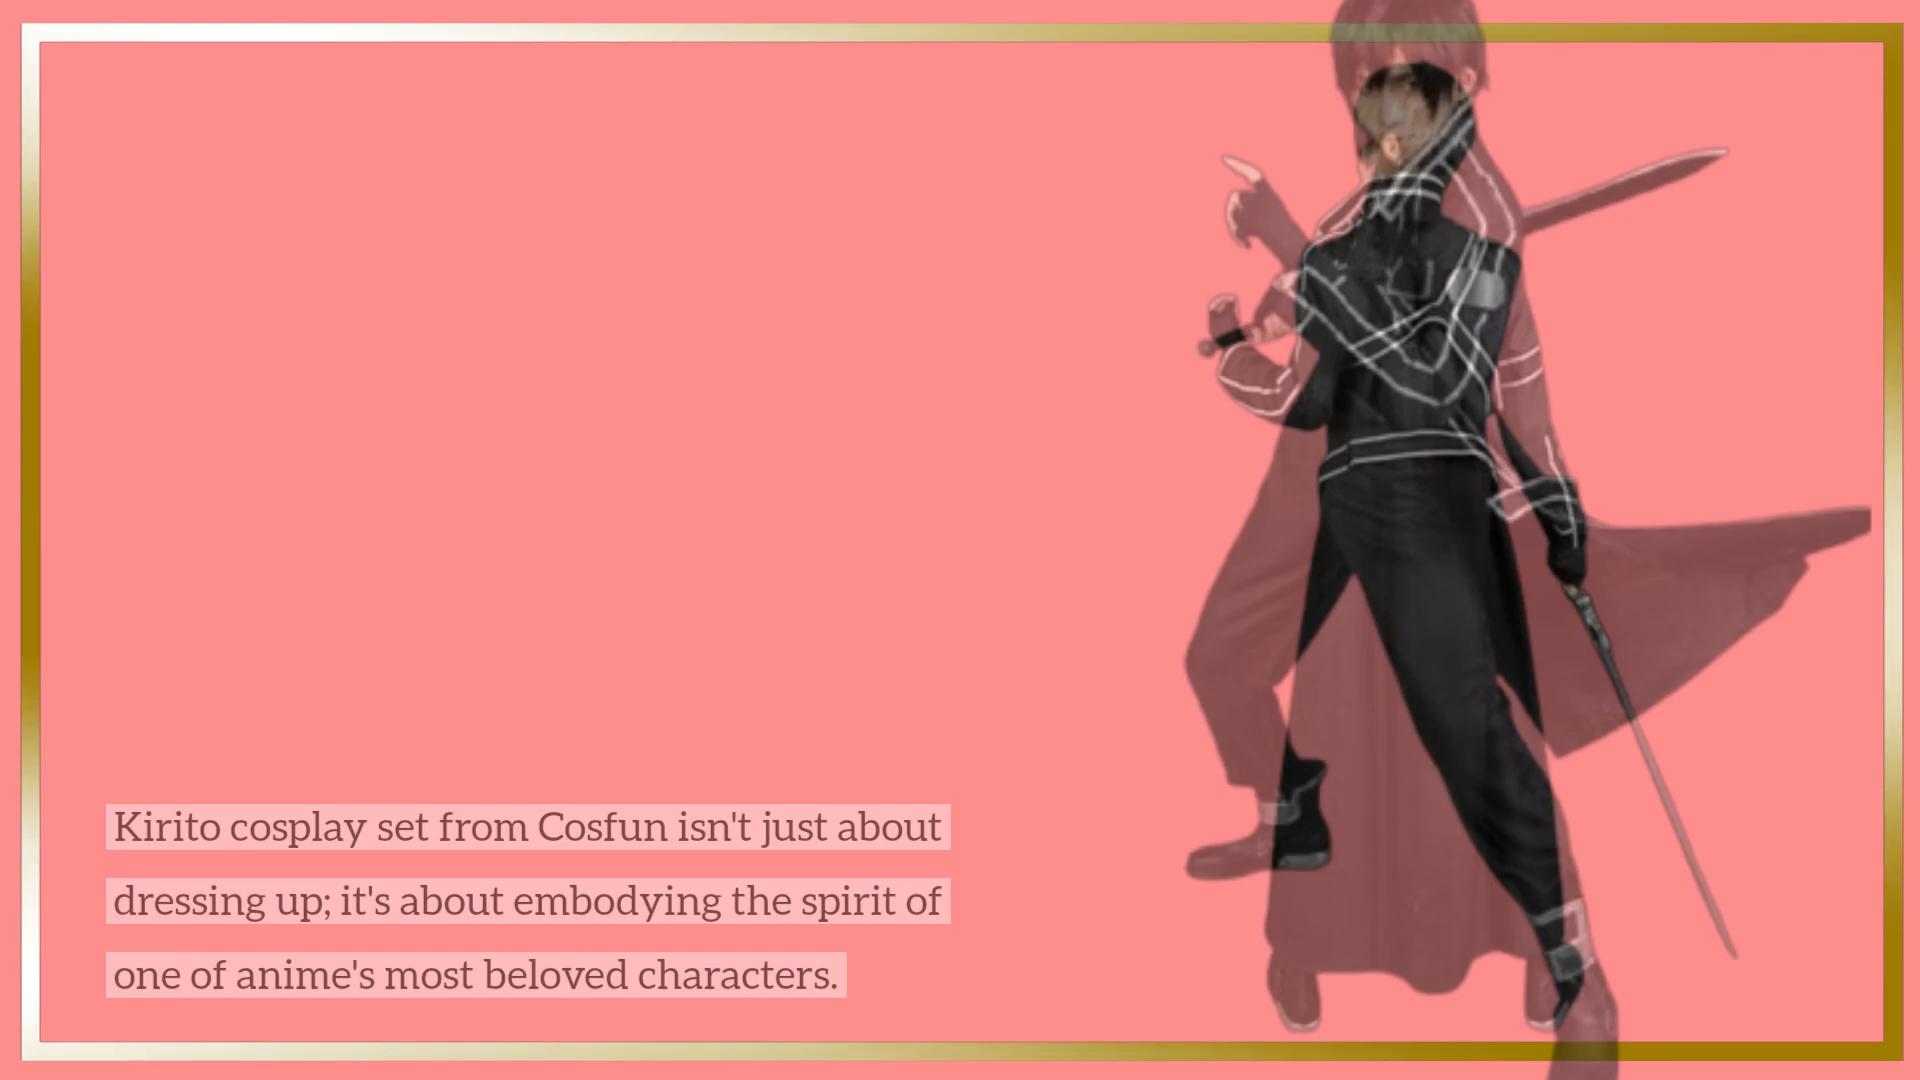 Kirito cosplay set from Cosfun isn't just about
dressing up; it's about embodying the spirit of
one of anime's most beloved characters.